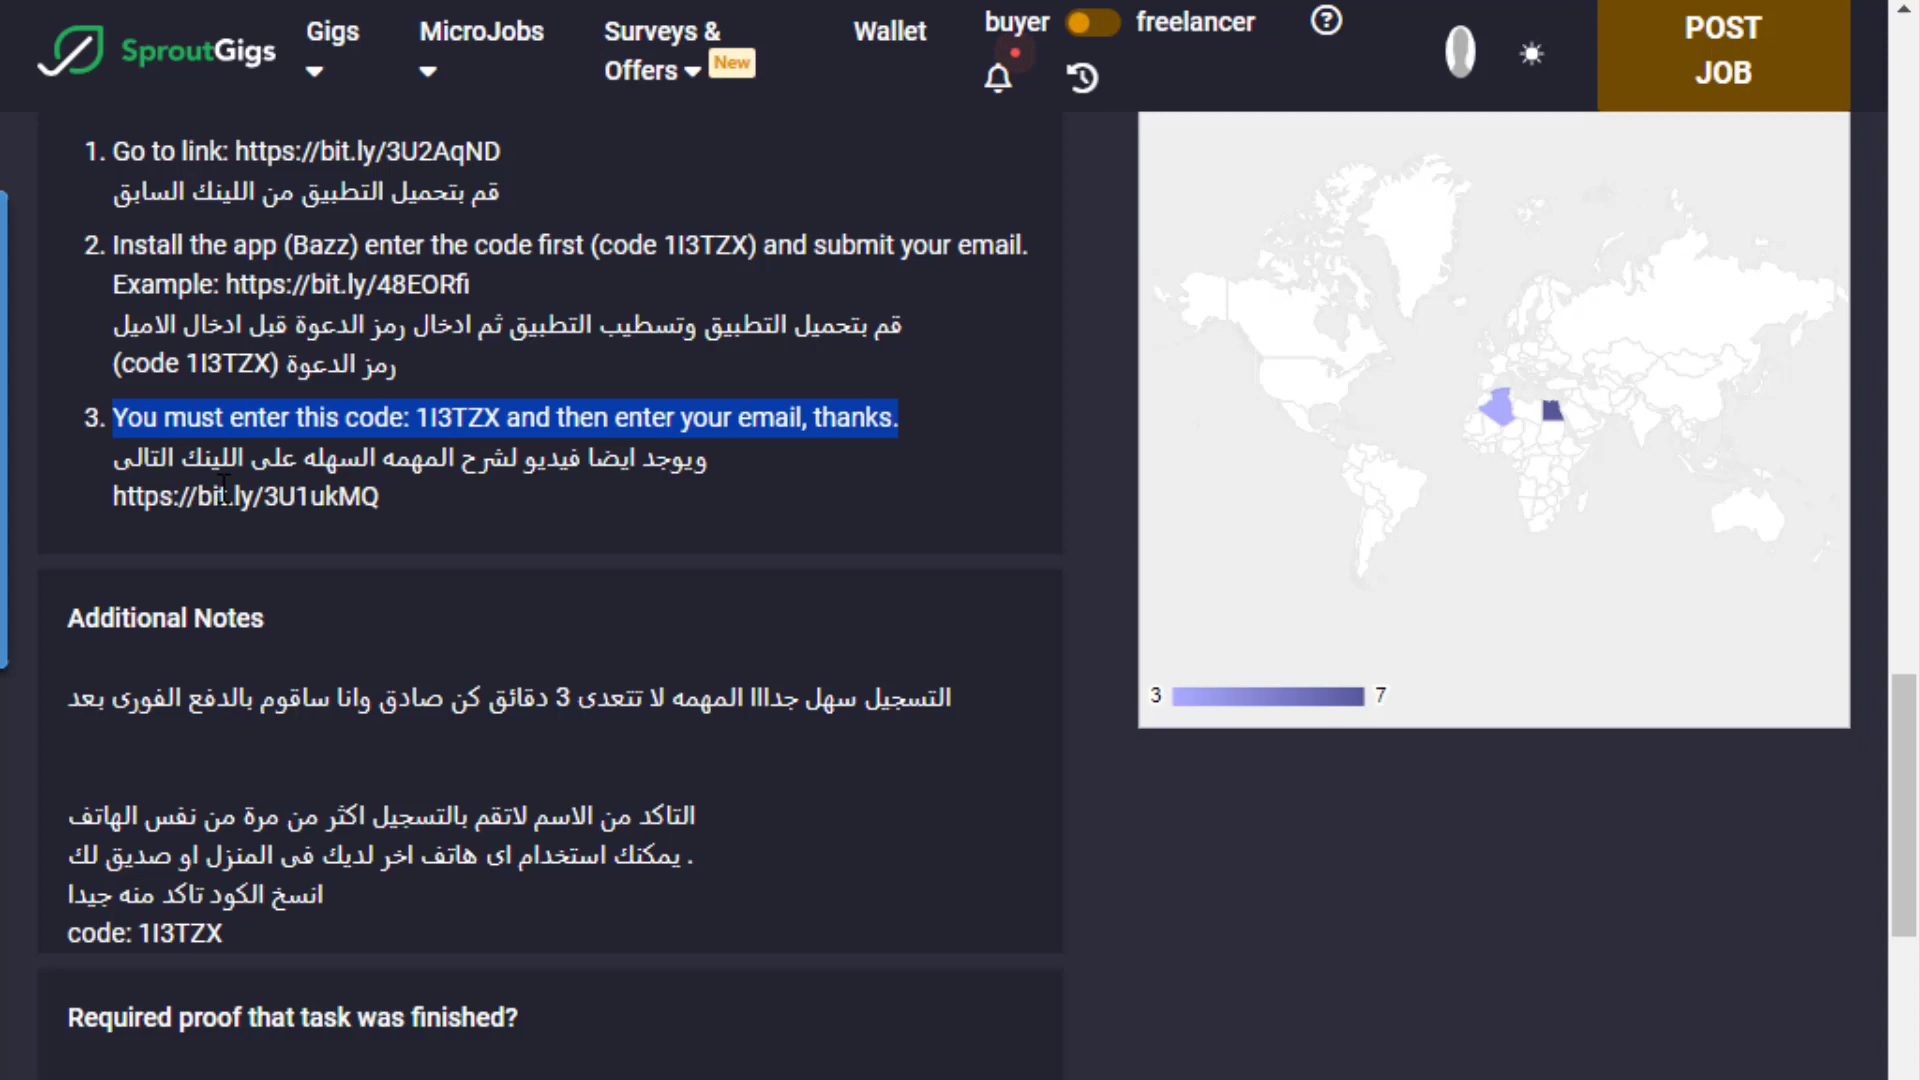 SproutGigs
Gigs
MicroJobs
Surveys &
Offers
New
Wallet
buyer
freelancer
POST
JOB
1. Go to link: https://bit.ly/3U2AqND
قم بتحميل التطبيق من اللينك السابق
2. Install the app (Bazz) enter the code first (code 1I3TZX) and submit your email.
Example: https://bit.ly/48EORfi
قم بتحميل التطبيق وتسطيب التطبيق ثم ادخال رمز الدعوة قبل ادخال الاميل
(code 1I3TZX) رمز الدعوة
3. You must enter this code: 1I3TZX and then enter your email, thanks.
ويوجد ايضا فيديو لشرح المهمه السهله على اللينك التالى
https://bit.ly/3U1ukMQ
3
7
Additional Notes
التسجيل سهل جدااا المهمه لا تتعدى 3 دقائق كن صادق وانا ساقوم بالدفع الفورى بعد
التاكد من الاسم لاتقم بالتسجيل اكثر من مرة من نفس الهاتف
. يمكنك استخدام اى هاتف اخر لديك فى المنزل او صديق لك
انسخ الكود تاكد منه جيدا
code: 1I3TZX
Required proof that task was finished?